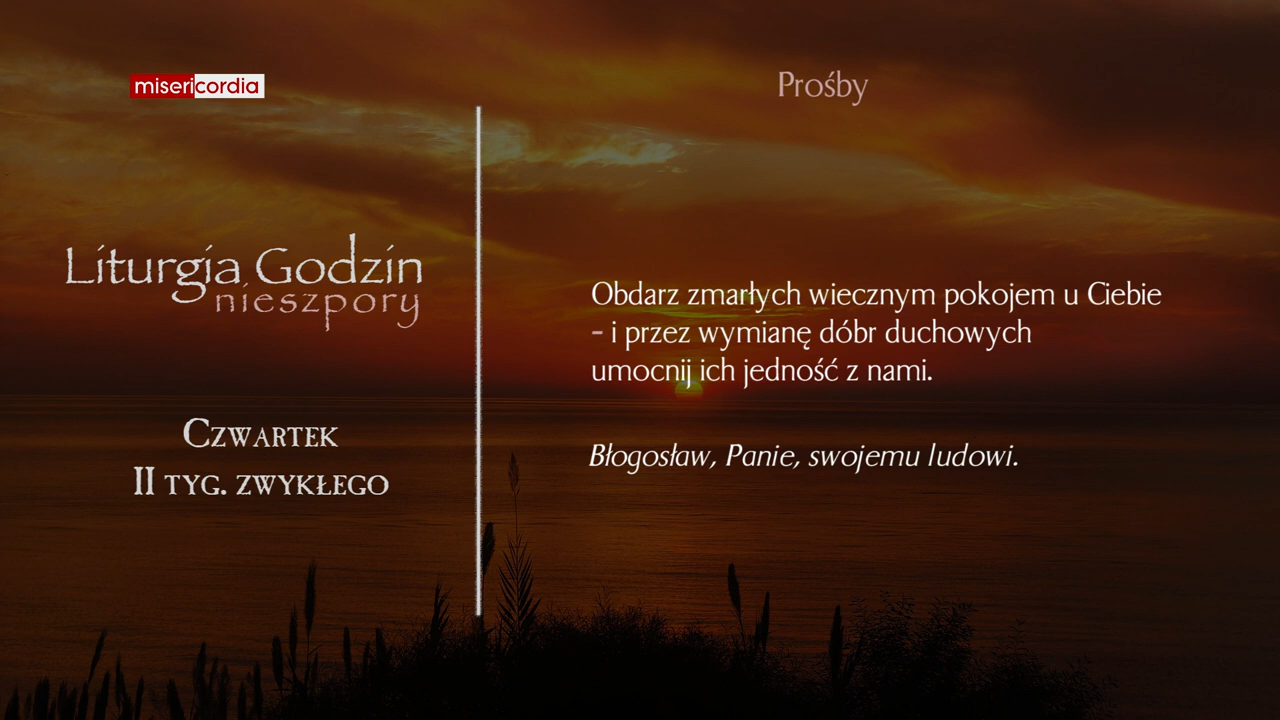 misericordia
Prośby
Liturgia Godzin
nieszpory
Czwartek
II tyg. zwykłego
Obdarz zmarłych wiecznym pokojem u Ciebie
- i przez wymianę dóbr duchowych
umocnij ich jedność z nami.
Błogosław, Panie, swojemu ludowi.